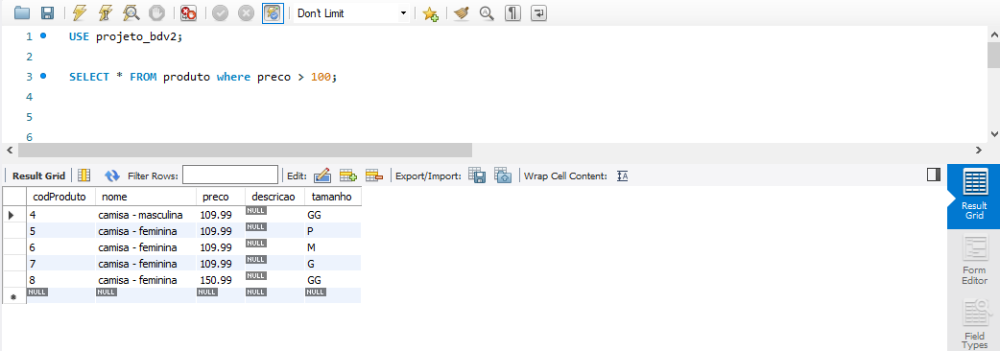 Don't Limit
1 USE projeto_bdv2;
2
3 SELECT * FROM produto where preco > 100;
4
5
6
Result Grid Filter Rows: Edit: Export/Import: Wrap Cell Content: IA
codProduto nome preco descricao tamanho
4 camisa - masculina 109.99 NULL GG
5 camisa - feminina 109.99 NULL P
6 camisa - feminina 109.99 NULL M
7 camisa - feminina 109.99 NULL G
8 camisa - feminina 150.99 NULL GG
NULL NULL NULL NULL NULL
Result
Grid
Form
Editor
Field
Types